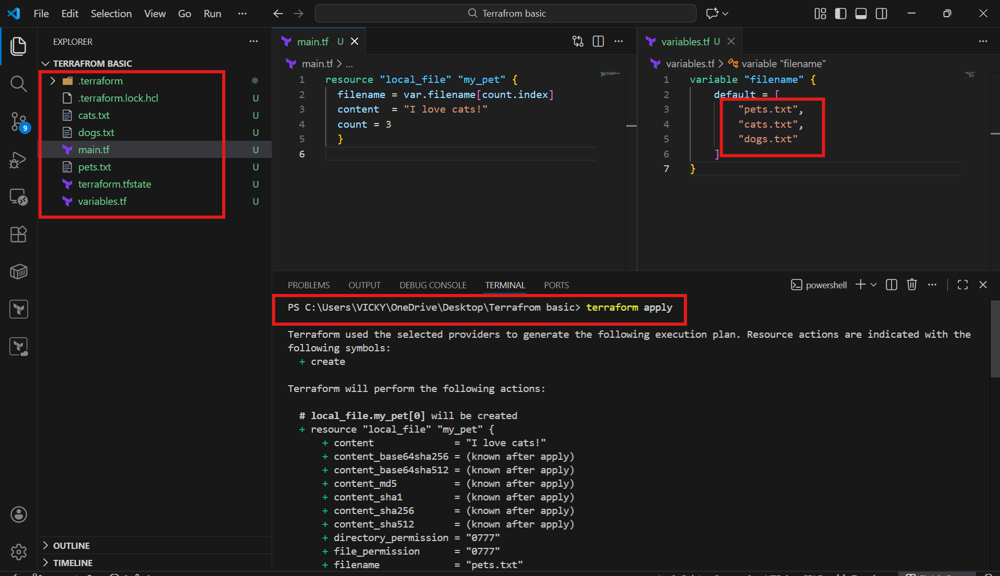 File Edit Selection View Go Run ...
Terrafrom basic
EXPLORER
TERRAFROM BASIC
.terraform
.terraform.lock.hcl U
cats.txt U
dogs.txt U
main.tf U
pets.txt U
terraform.tfstate U
variables.tf U
9
OUTLINE
TIMELINE
main.tf U
main.tf > ...
1 resource "local_file" "my_pet" {
2 filename = var.filename[count.index]
3 content = "I love cats!"
4 count = 3
5 }
6
variables.tf U
variables.tf > variable "filename"
1 variable "filename" {
2 default = [
3 "pets.txt",
4 "cats.txt",
5 "dogs.txt"
6 ]
7 }
PROBLEMS OUTPUT DEBUG CONSOLE TERMINAL PORTS
powershell
PS C:\Users\VICKY\OneDrive\Desktop\Terrafrom basic> terraform apply
Terraform used the selected providers to generate the following execution plan. Resource actions are indicated with the
following symbols:
+ create
Terraform will perform the following actions:
# local_file.my_pet[0] will be created
+ resource "local_file" "my_pet" {
+ content = "I love cats!"
+ content_base64sha256 = (known after apply)
+ content_base64sha512 = (known after apply)
+ content_md5 = (known after apply)
+ content_sha1 = (known after apply)
+ content_sha256 = (known after apply)
+ content_sha512 = (known after apply)
+ directory_permission = "0777"
+ file_permission = "0777"
+ filename = "pets.txt"